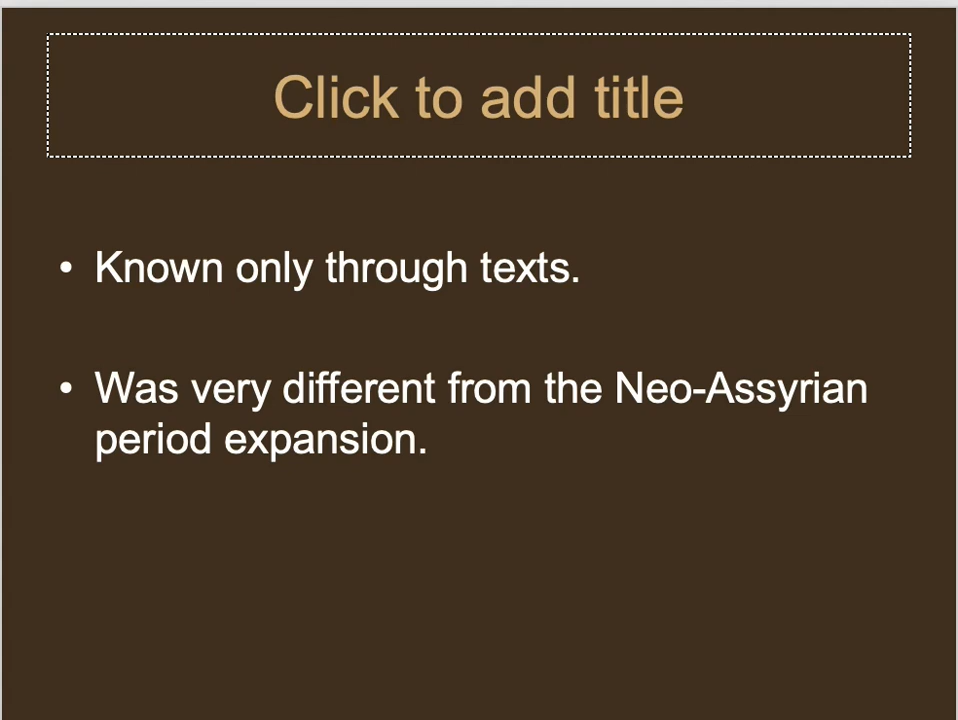 Click to add title
• Known only through texts.
• Was very different from the Neo-Assyrian
period expansion.